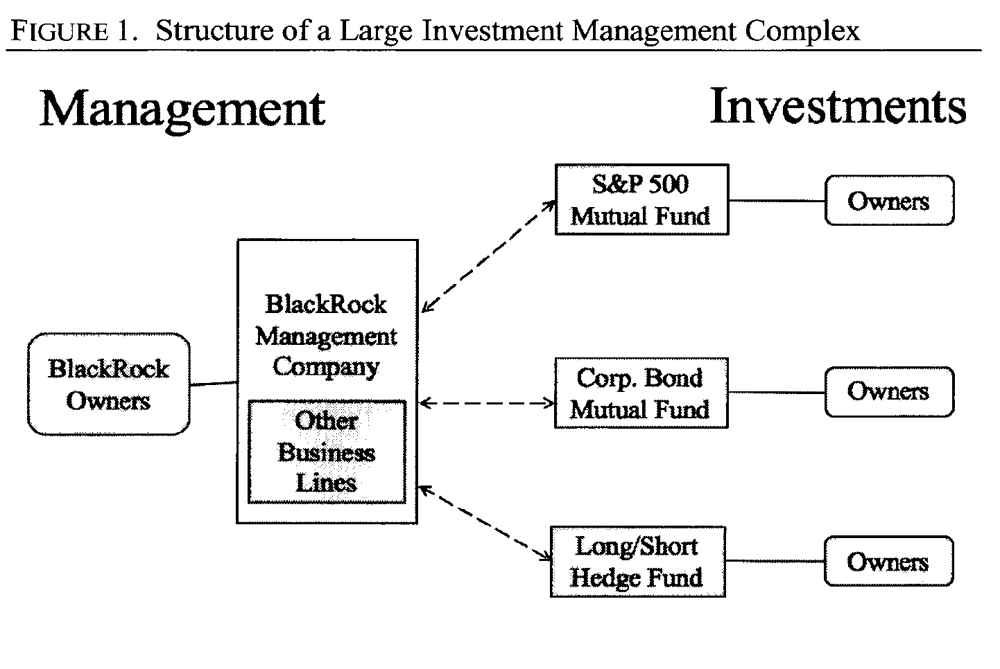 FIGURE 1. Structure of a Large Investment Management Complex
Management
Investments
S&P 500
Mutual Fund
Owners
BlackRock
Management
Company
BlackRock
Owners
Corp. Bond
Mutual Fund
Owners
Other
Business
Lines
Long/Short
Hedge Fund
Owners